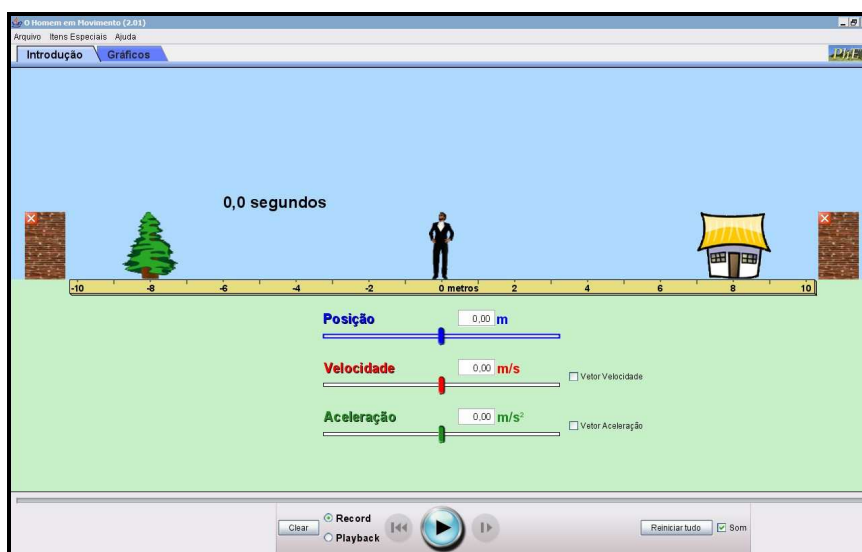 O Homem em Movimento (2.01)
Arquivo Itens Especiais Ajuda
Introdução Gráficos PhET
0,0 segundos
-10 -8 -6 -4 -2 0 metros 2 4 6 8 10
Posição 0,00 m
Velocidade 0,00 m/s
Vetor Velocidade
Aceleração 0,00 m/s²
Vetor Aceleração
Clear Record Playback Reiniciar tudo Som